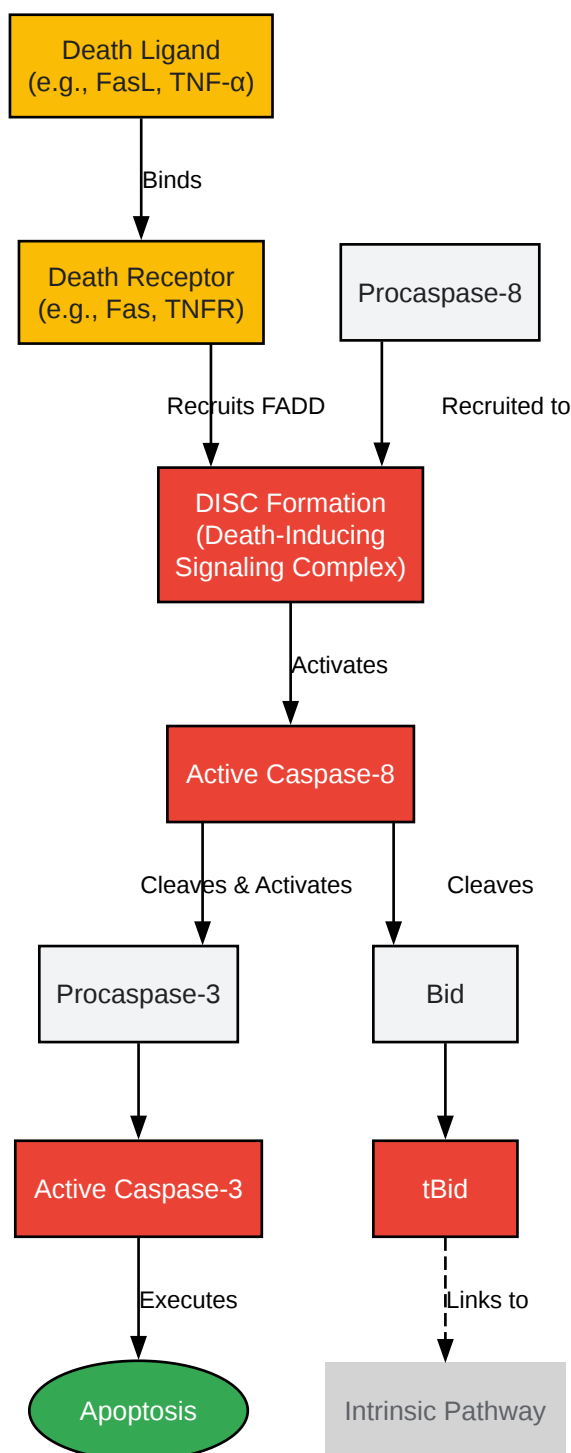 Death Ligand
(e.g., FasL, TNF-α)
Binds
Death Receptor
(e.g., Fas, TNFR)
Procaspase-8
Recruits FADD
Recruited to
DISC Formation
(Death-Inducing
Signaling Complex)
Activates
Active Caspase-8
Cleaves & Activates
Cleaves
Procaspase-3
Bid
Active Caspase-3
tBid
Executes
Links to
Apoptosis
Intrinsic Pathway